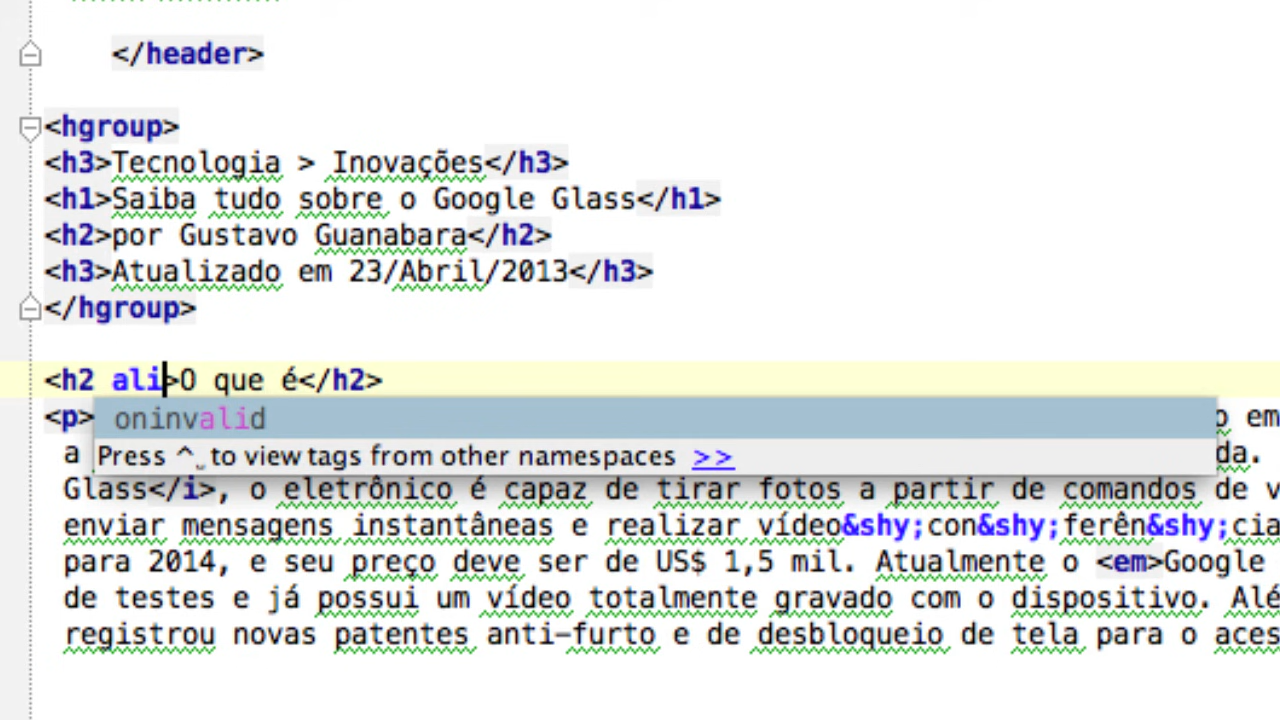 </header>
<hgroup>
<h3>Tecnologia > Inovações</h3>
<h1>Saiba tudo sobre o Google Glass</h1>
<h2>por Gustavo Guanabara</h2>
<h3>Atualizado em 23/Abril/2013</h3>
</hgroup>
<h2 ali>O que é</h2>
<p> em
oninvalid
a da.
Press ^ to view tags from other namespaces >>
Glass</i>, o eletrônico é capaz de tirar fotos a partir de comandos de v
enviar mensagens instantâneas e realizar vídeo&shy;con&shy;ferên&shy;cia
para 2014, e seu preço deve ser de US$ 1,5 mil. Atualmente o <em>Google
de testes e já possui um vídeo totalmente gravado com o dispositivo. Alé
registrou novas patentes anti-furto e de desbloqueio de tela para o aces